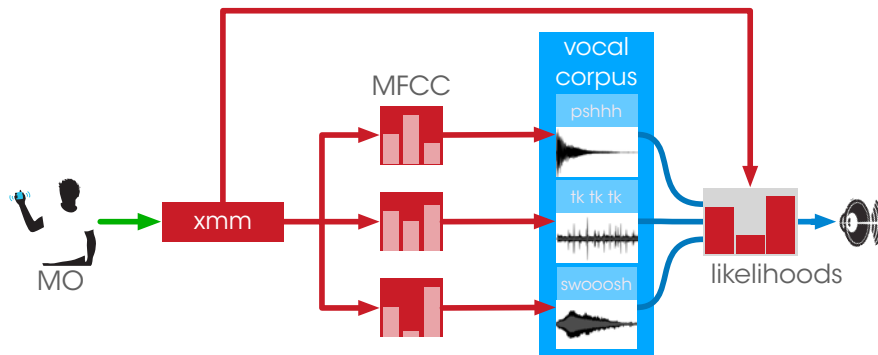 vocal
corpus
MFCC
pshhh
tk tk tk
xmm
swooosh
MO
likelihoods